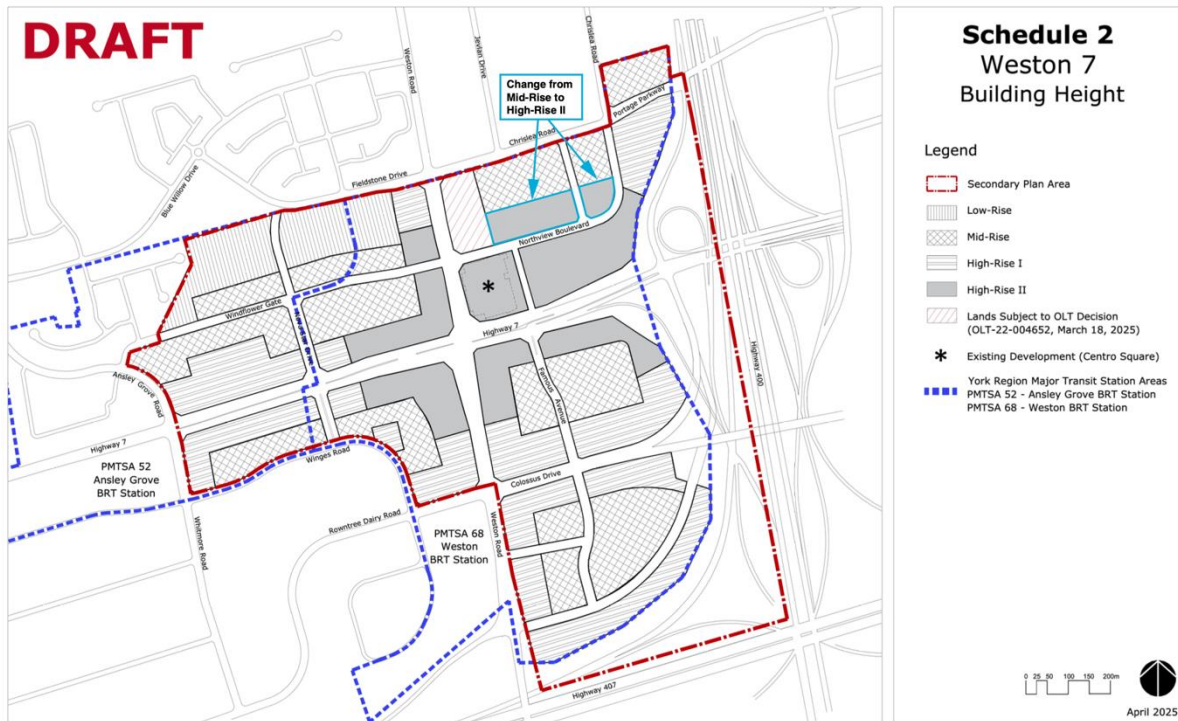 DRAFT
Schedule 2
Weston 7
Building Height
Legend
Secondary Plan Area
Low-Rise
Mid-Rise
High-Rise I
High-Rise II
Lands Subject to OLT Decision
(OLT-22-004652, March 18, 2025)
* Existing Development (Centro Square)
York Region Major Transit Station Areas
PMTSA 52 - Ansley Grove BRT Station
PMTSA 68 - Weston BRT Station
0 25 50 100 150 200m
April 2025
Change from
Mid-Rise to
High-Rise II
Weston Road
Jevlan Drive
Chrislea Road
Portage Parkway
Chrislea Road
Fieldstone Drive
Blue Willow Drive
Northview Boulevard
Windflower Gate
*
Highway 7
Highway 400
Famous Avenue
Ansley Grove Road
Highway 7
Winges Road
Colossus Drive
PMTSA 52
Ansley Grove
BRT Station
Whitmore Road
Rowntree Dairy Road
PMTSA 68
Weston
BRT Station
Weston Road
Highway 407